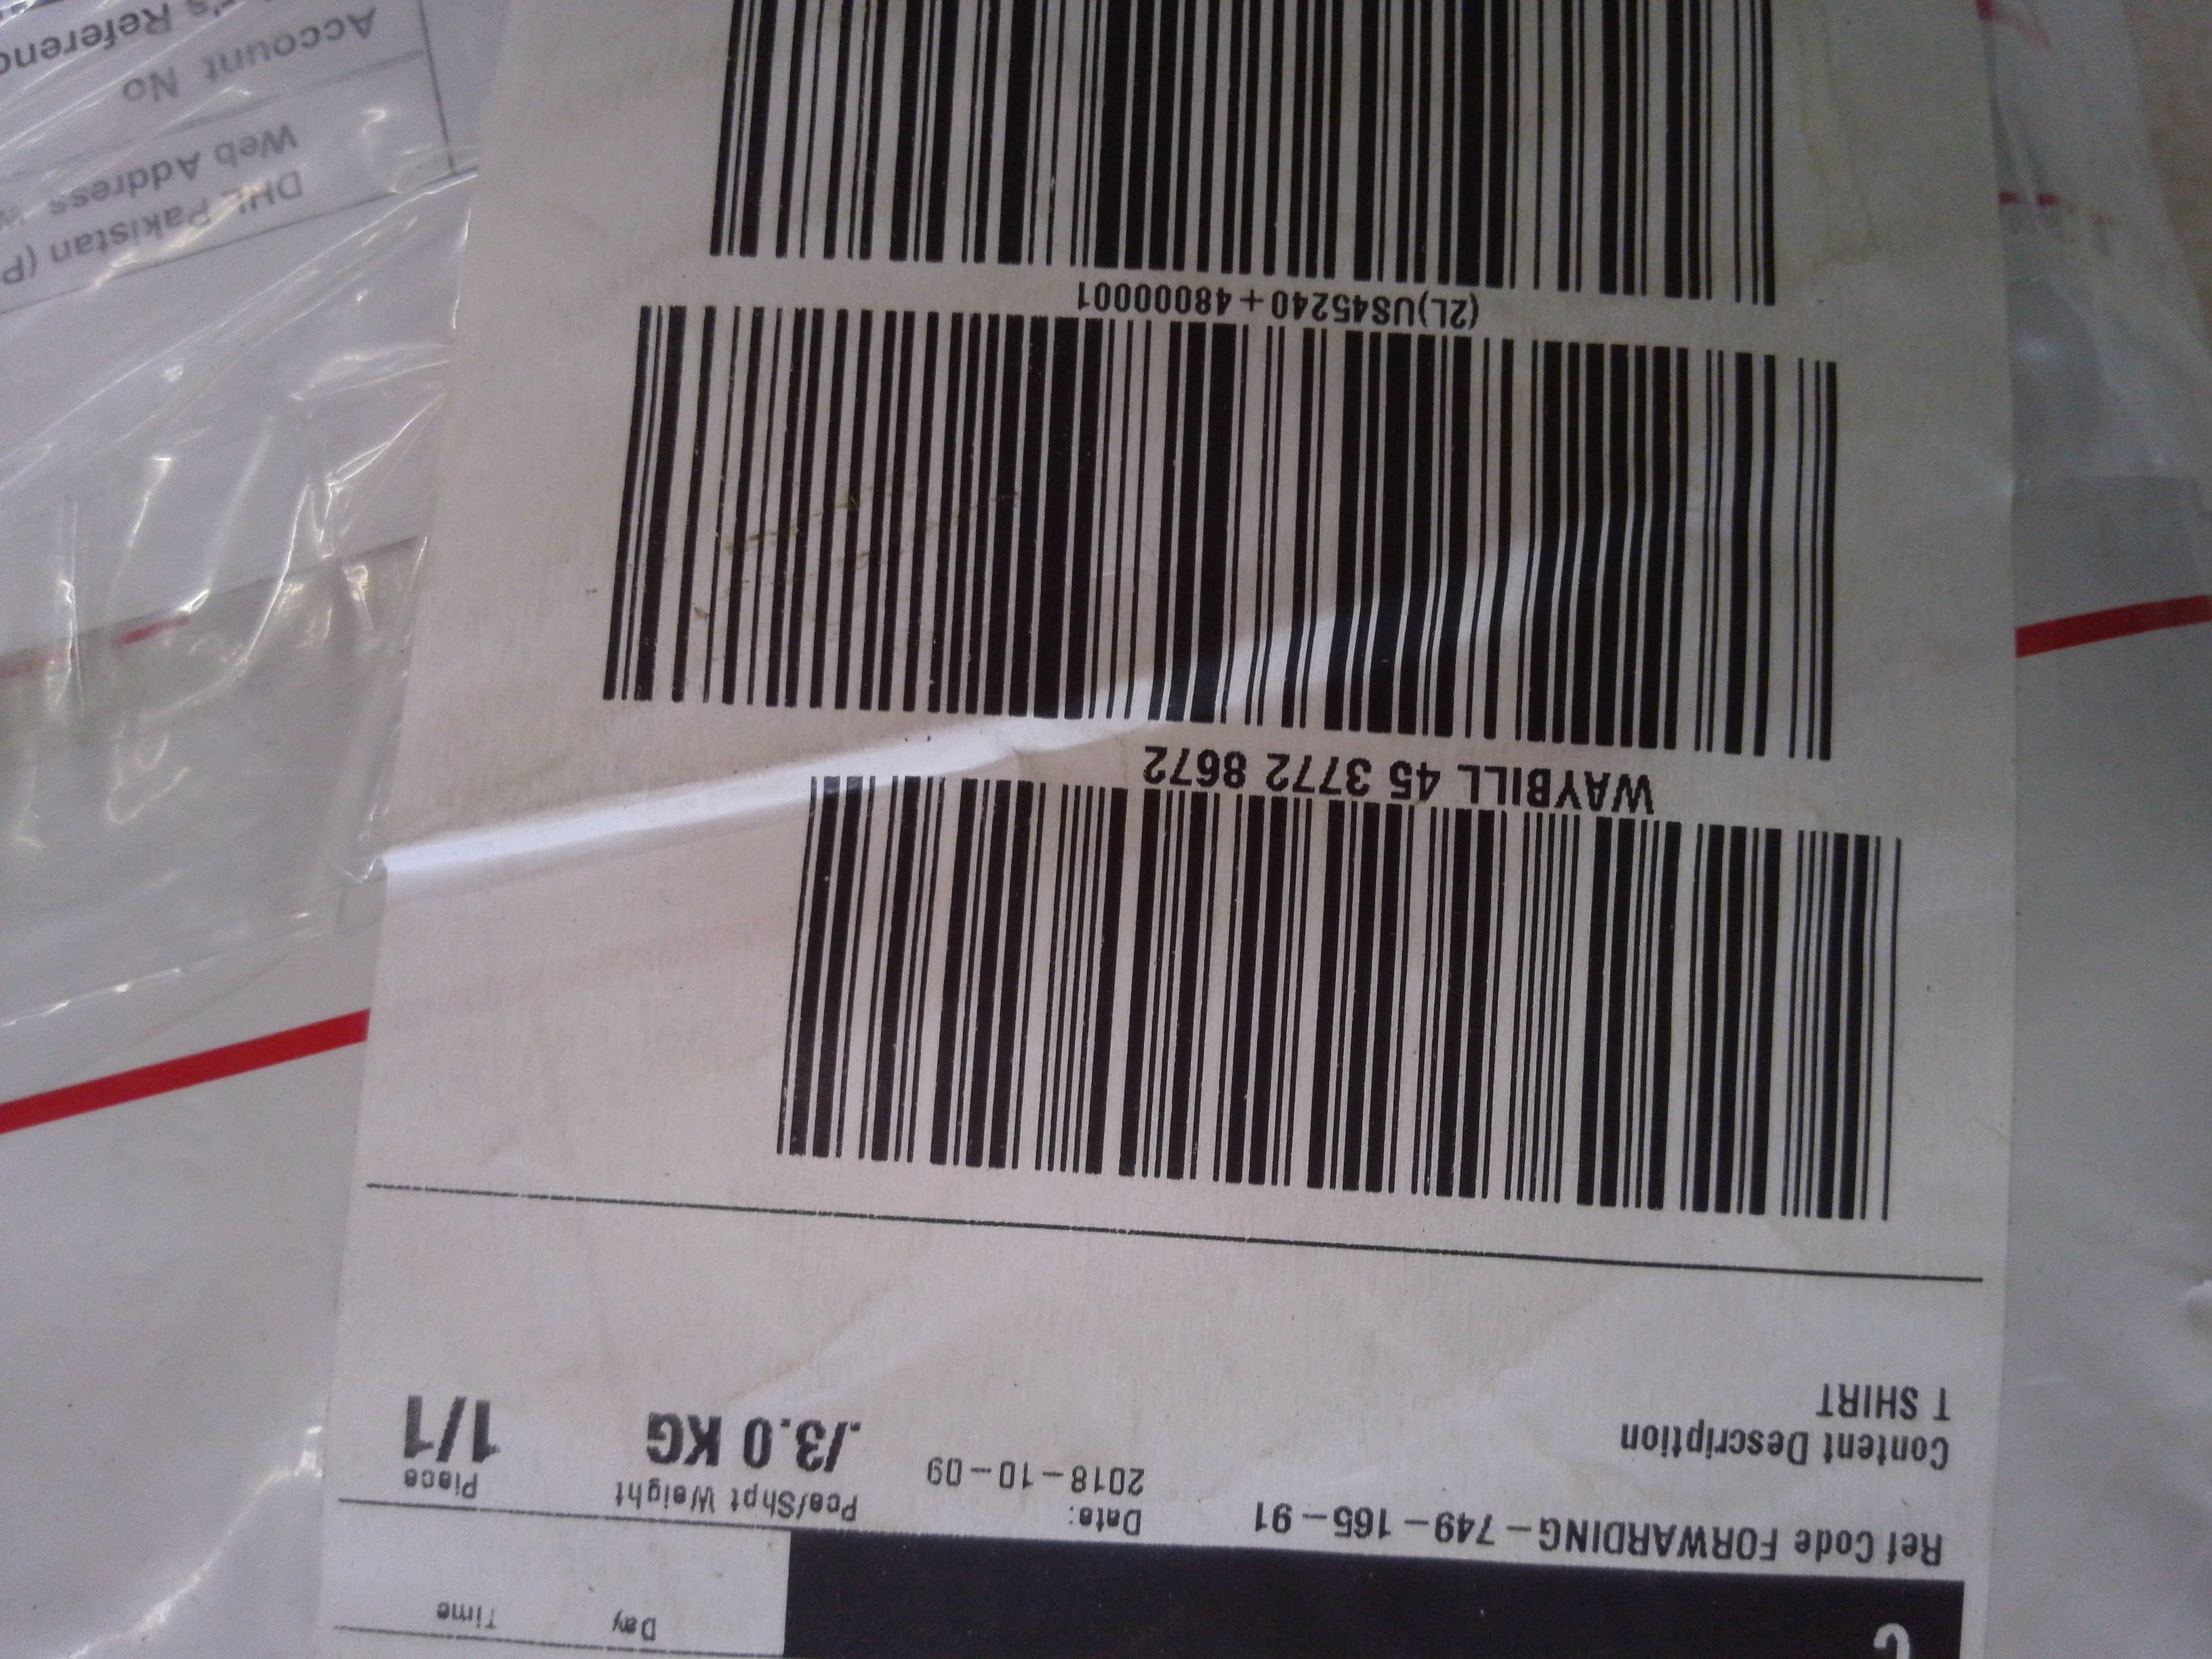 Day Time
Ref Code FORWARDING-749-165-91
Date:
2018-10-09
Pce/Shpt Weight
./3.0 KG
Piece
1/1
Content Description
T SHIRT
WAYBILL 45 3772 8672
(2L)US45240+48000001
DHL Pakistan (P
Web Address
Account No
's Referenc